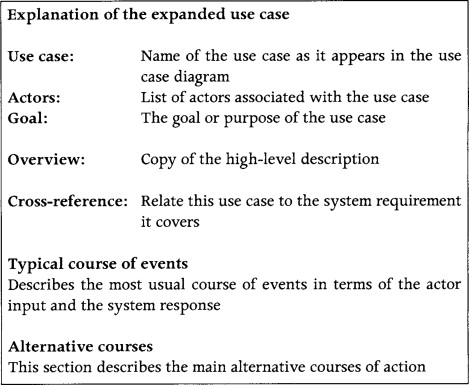 Explanation of the expanded use case
Use case: Name of the use case as it appears in the use
case diagram
Actors: List of actors associated with the use case
Goal: The goal or purpose of the use case
Overview: Copy of the high-level description
Cross-reference: Relate this use case to the system requirement
it covers
Typical course of events
Describes the most usual course of events in terms of the actor
input and the system response
Alternative courses
This section describes the main alternative courses of action